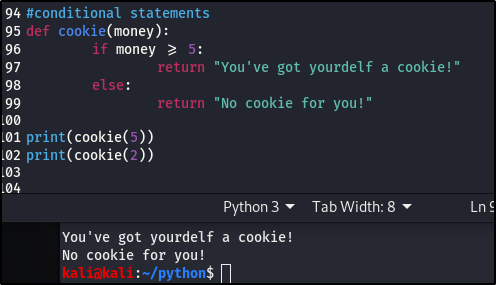 94 #conditional statements
95 def cookie(money):
96 if money >= 5:
97 return "You've got yourdelf a cookie!"
98 else:
99 return "No cookie for you!"
100
101 print(cookie(5))
102 print(cookie(2))
103
104
Python 3 Tab Width: 8 Ln 9
You've got yourdelf a cookie!
No cookie for you!
kali@kali:~/python$